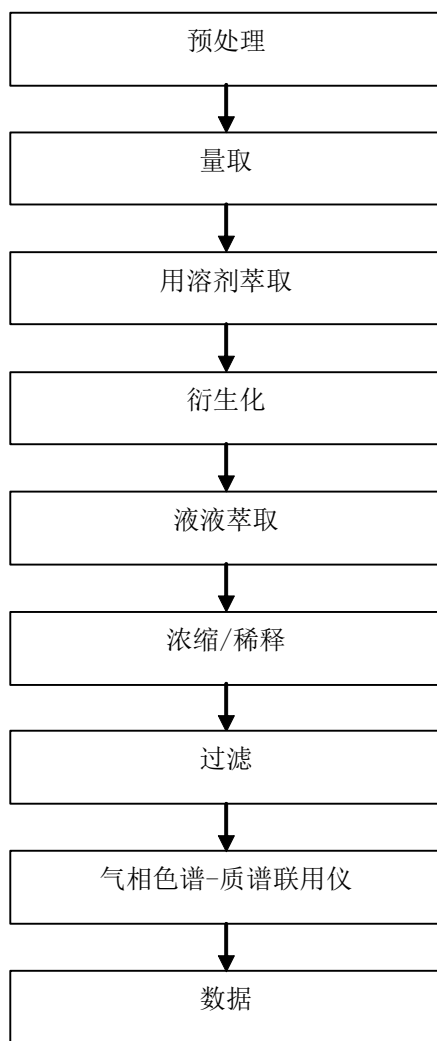 预处理
量取
用溶剂萃取
衍生化
液液萃取
浓缩/稀释
过滤
气相色谱-质谱联用仪
数据